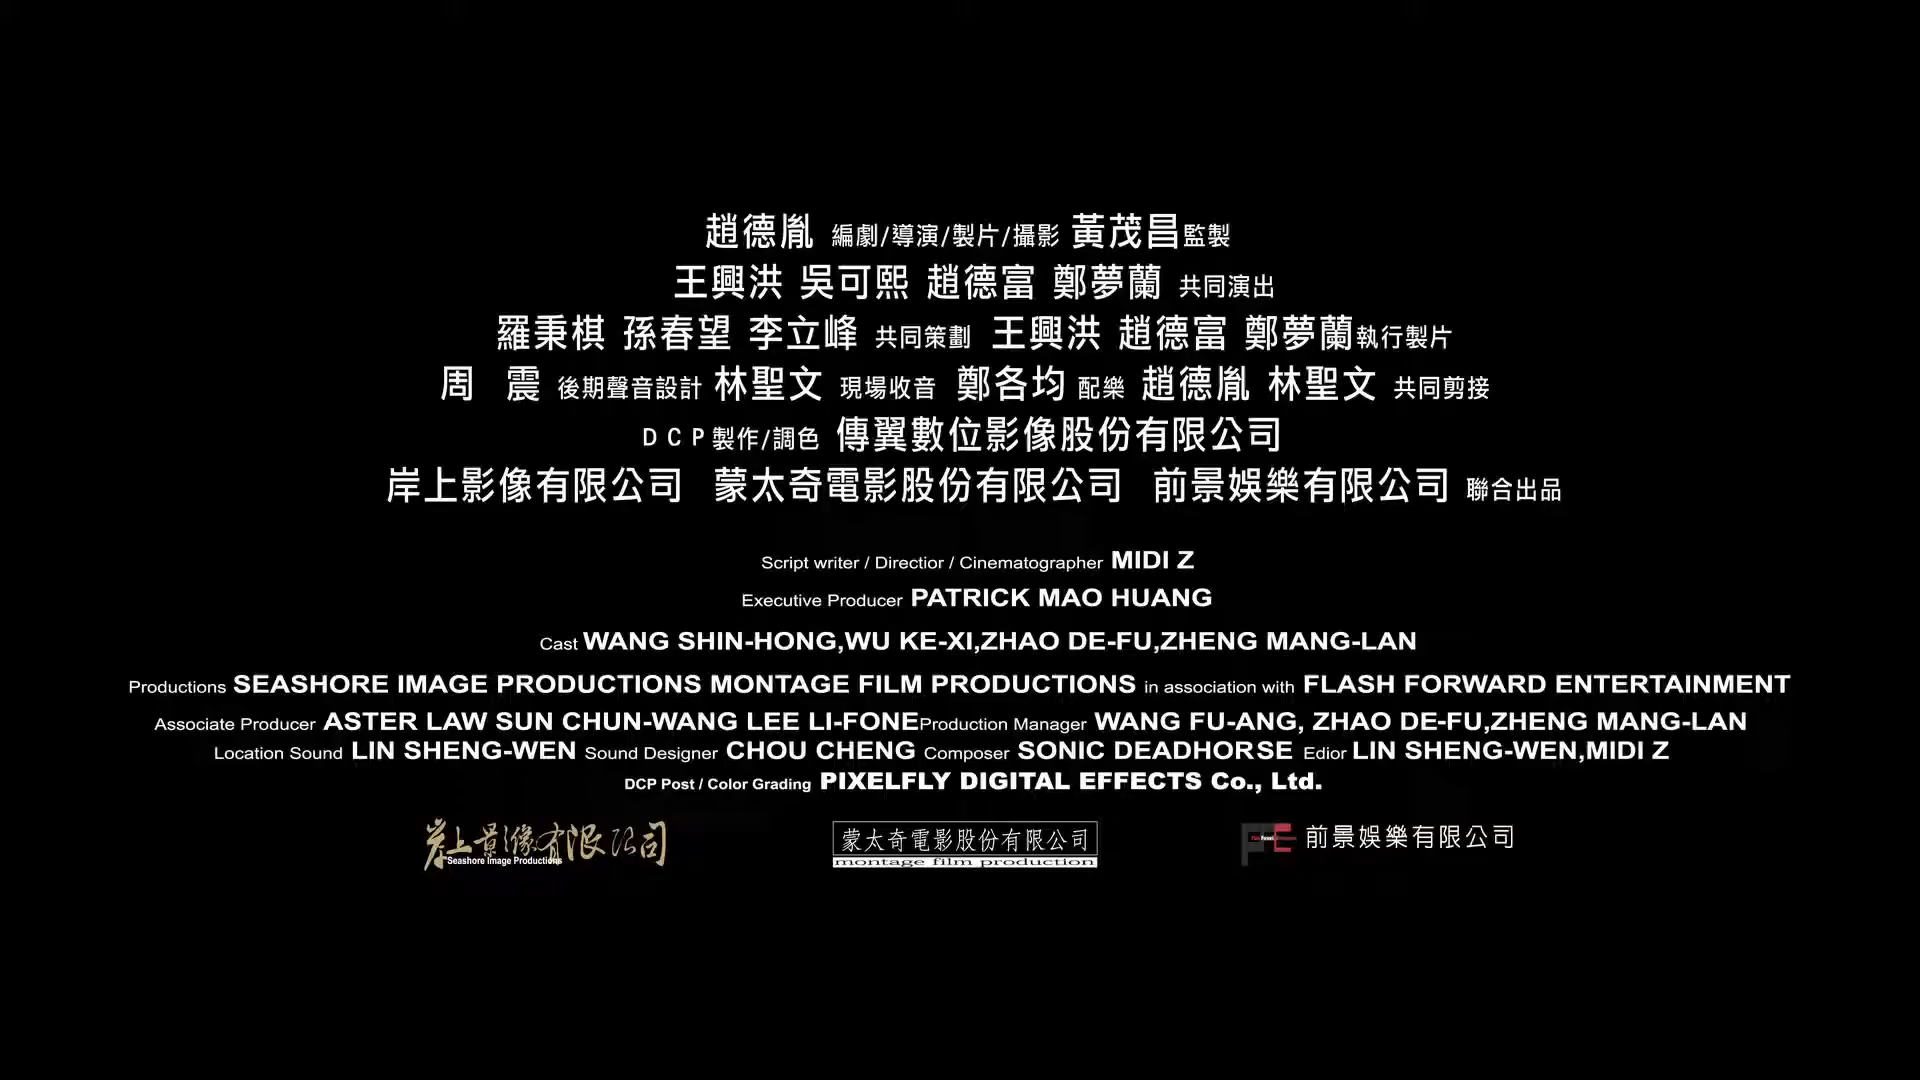 趙德胤 編劇/導演/製片/攝影 黃茂昌監製
王興洪 吳可熙 趙德富 鄭夢蘭 共同演出
羅秉棋 孫春望 李立峰 共同策劃 王興洪 趙德富 鄭夢蘭執行製片
周 震 後期聲音設計 林聖文 現場收音 鄭各均 配樂 趙德胤 林聖文 共同剪接
DCP製作/調色 傳翼數位影像股份有限公司
岸上影像有限公司 蒙太奇電影股份有限公司 前景娛樂有限公司 聯合出品
Script writer / Directior / Cinematographer MIDI Z
Executive Producer PATRICK MAO HUANG
Cast WANG SHIN-HONG,WU KE-XI,ZHAO DE-FU,ZHENG MANG-LAN
Productions SEASHORE IMAGE PRODUCTIONS MONTAGE FILM PRODUCTIONS in association with FLASH FORWARD ENTERTAINMENT
Associate Producer ASTER LAW SUN CHUN-WANG LEE LI-FONEProduction Manager WANG FU-ANG, ZHAO DE-FU,ZHENG MANG-LAN
Location Sound LIN SHENG-WEN Sound Designer CHOU CHENG Composer SONIC DEADHORSE Edior LIN SHENG-WEN,MIDI Z
DCP Post / Color Grading PIXELFLY DIGITAL EFFECTS Co., Ltd.
岸上影像有限公司
Seashore Image Productions
蒙太奇電影股份有限公司
montage film production
前景娛樂有限公司